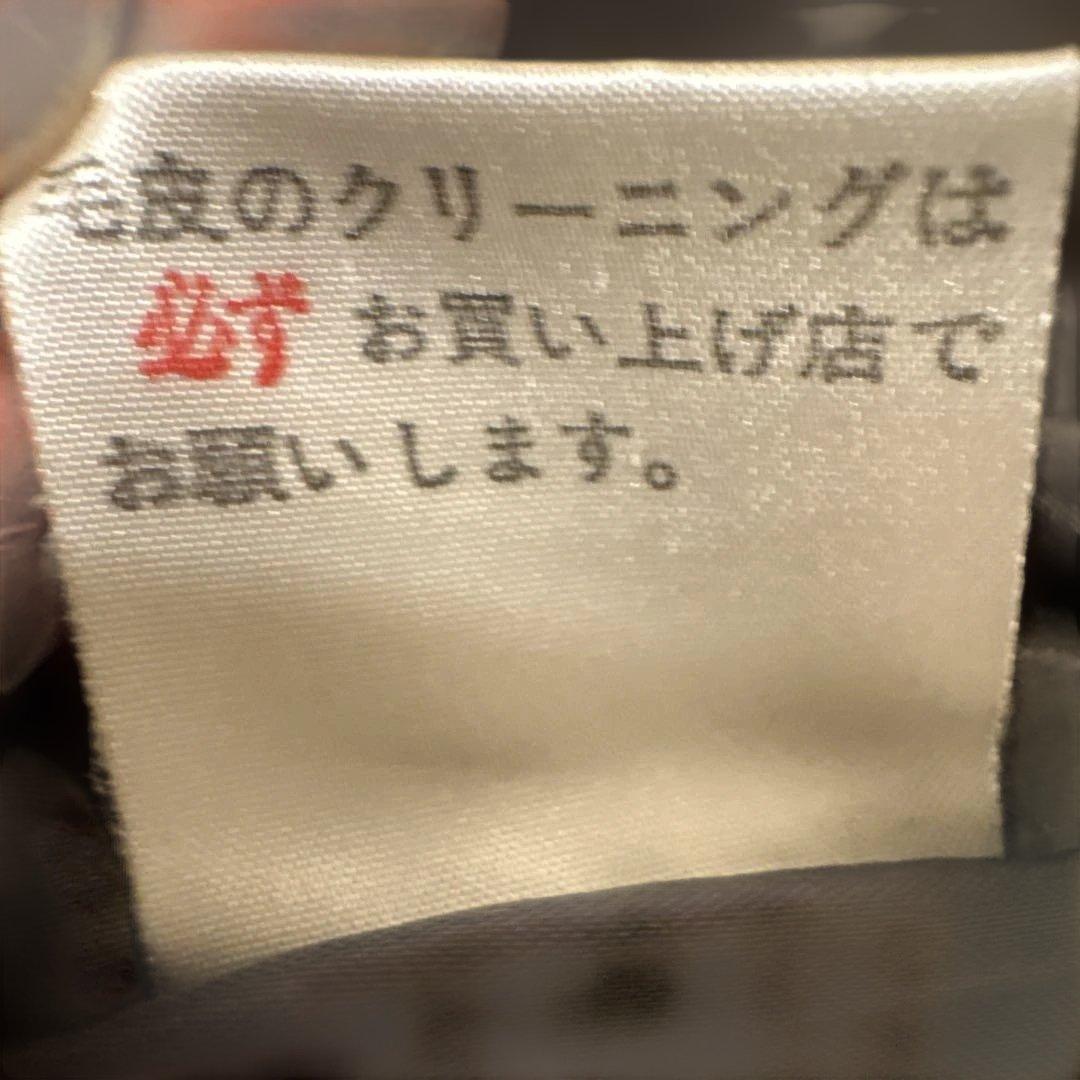 毛皮のクリーニングは
必ずお買い上げ店で
お願いします。